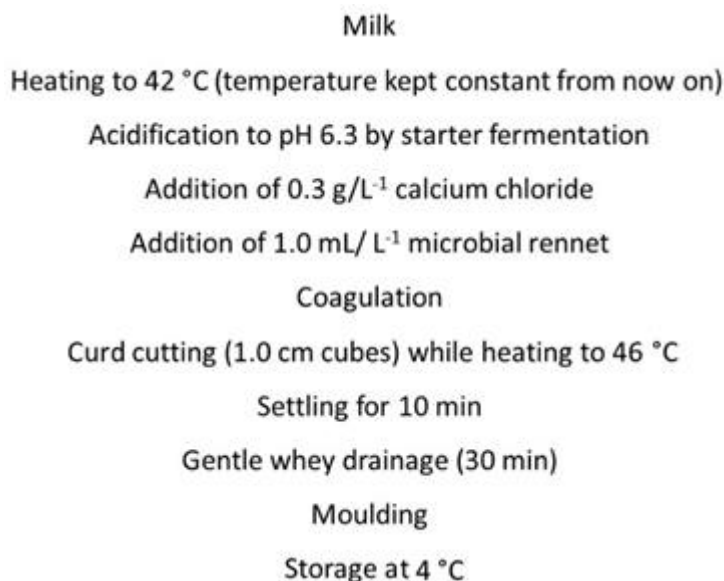 Milk
Heating to 42 °C (temperature kept constant from now on)
Acidification to pH 6.3 by starter fermentation
Addition of 0.3 g/L⁻¹ calcium chloride
Addition of 1.0 mL/ L⁻¹ microbial rennet
Coagulation
Curd cutting (1.0 cm cubes) while heating to 46 °C
Settling for 10 min
Gentle whey drainage (30 min)
Moulding
Storage at 4 °C